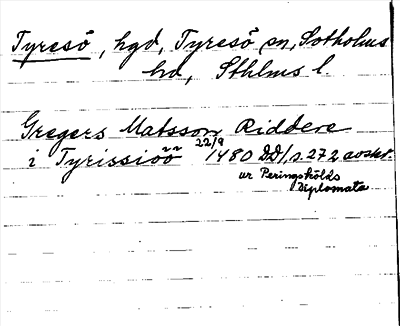 Tyresö, hgd, Tyresö sn, Sotholms
hd, Sthlms l.
Gregers Matsson Riddere
i Tyrissiöö 22/9 1480 DD/s. 272 avskr.
ur Peringskölds
Diplomata